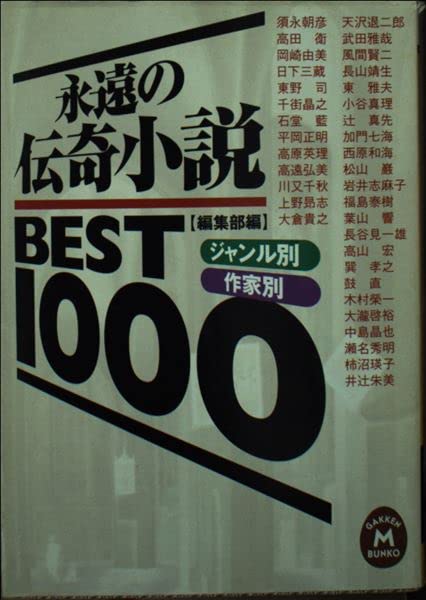 永遠の
伝奇小説
BEST
1000
【編集部編】
ジャンル別
作家別
須永朝彦
高田 衛
岡崎由美
日下三蔵
東野 司
千街晶之
石堂 藍
平岡正明
高原英理
高遠弘美
川又千秋
上野昂志
大倉貴之
天沢退二郎
武田雅哉
風間賢二
長山靖生
東 雅夫
小谷真理
辻 真先
加門七海
西原和海
松山 巖
岩井志麻子
福島泰樹
葉山 響
長谷見一雄
高山 宏
巽 孝之
鼓 直
木村榮一
大瀧啓裕
中島晶也
瀬名秀明
柿沼瑛子
井辻朱美
GAKKEN
M
BUNKO